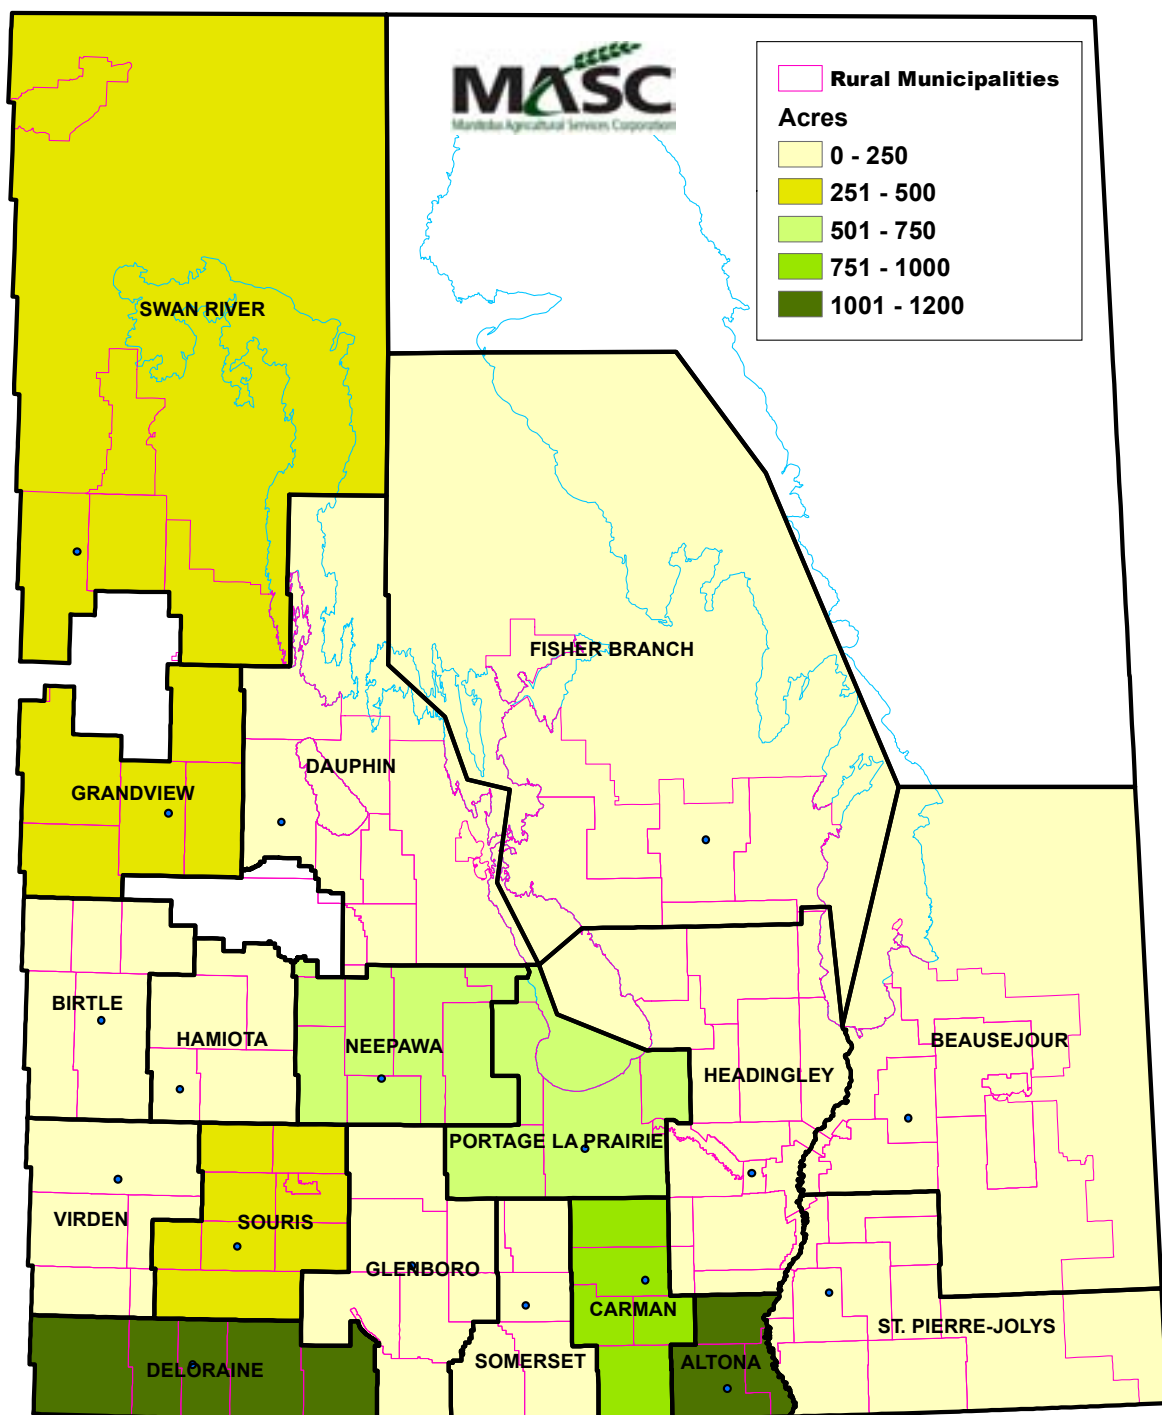 MASC
Manitoba Agricultural Services Corporation
Rural Municipalities
Acres
0 - 250
251 - 500
501 - 750
751 - 1000
1001 - 1200
SWAN RIVER
FISHER BRANCH
DAUPHIN
GRANDVIEW
BIRTLE
HAMIOTA
NEEPAWA
BEAUSEJOUR
HEADINGLEY
PORTAGE LA PRAIRIE
VIRDEN
SOURIS
GLENBORO
CARMAN
ST. PIERRE-JOLYS
SOMERSET
ALTONA
DELORAINE